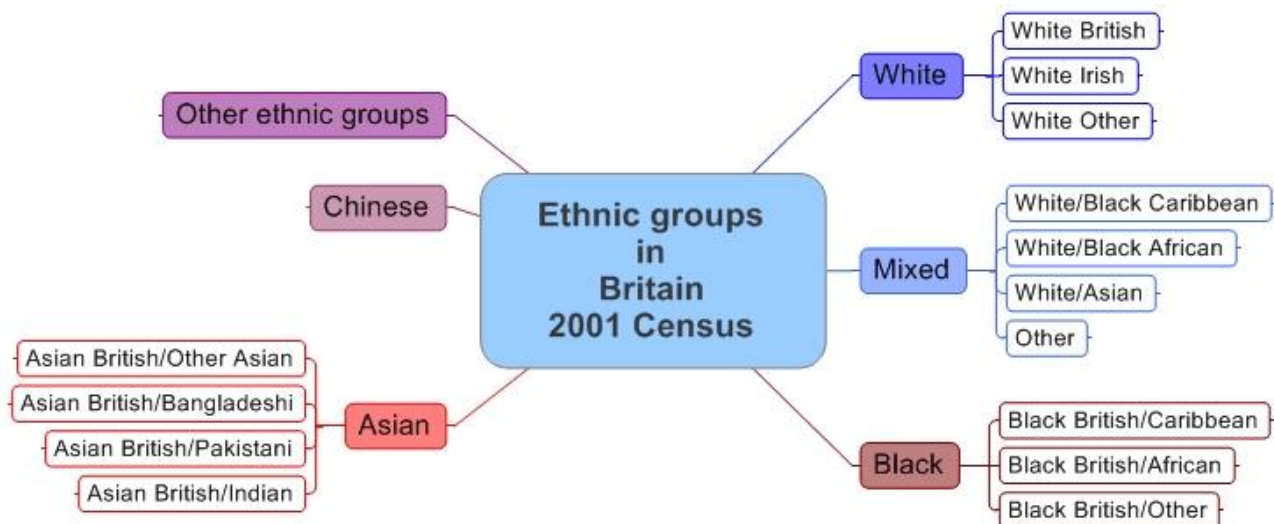 Ethnic groups
in
Britain
2001 Census
White
White British
White Irish
White Other
Mixed
White/Black Caribbean
White/Black African
White/Asian
Other
Black
Black British/Caribbean
Black British/African
Black British/Other
Other ethnic groups
Chinese
Asian
Asian British/Other Asian
Asian British/Bangladeshi
Asian British/Pakistani
Asian British/Indian